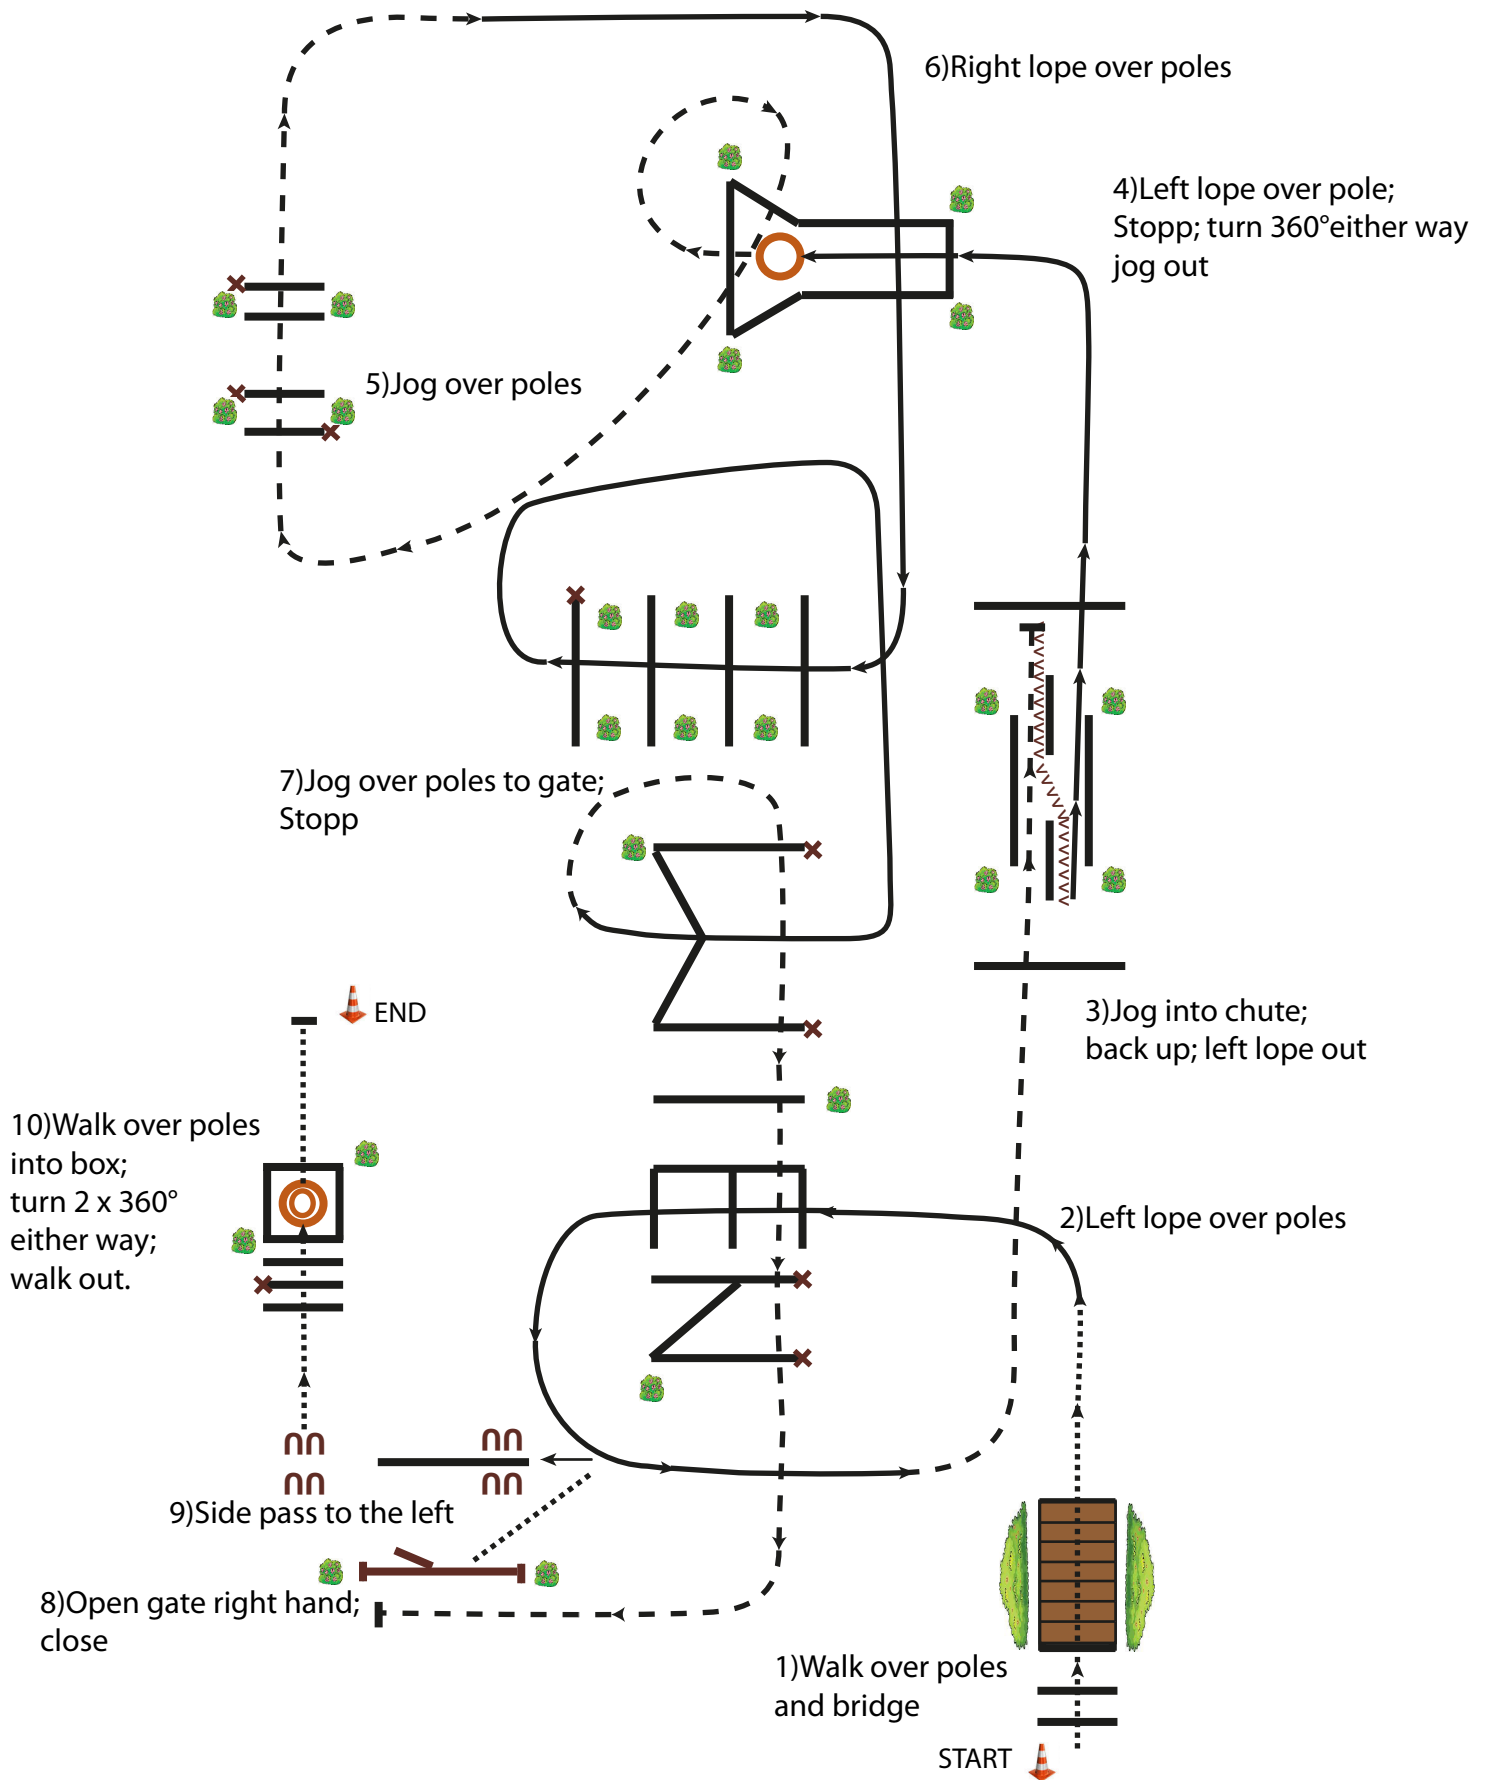 6)Right lope over poles
4)Left lope over pole;
Stopp; turn 360°either way
jog out
5)Jog over poles
7)Jog over poles to gate;
Stopp
END
3)Jog into chute;
back up; left lope out
10)Walk over poles
into box;
turn 2 x 360°
either way;
walk out.
2)Left lope over poles
9)Side pass to the left
8)Open gate right hand;
close
1)Walk over poles
and bridge
START